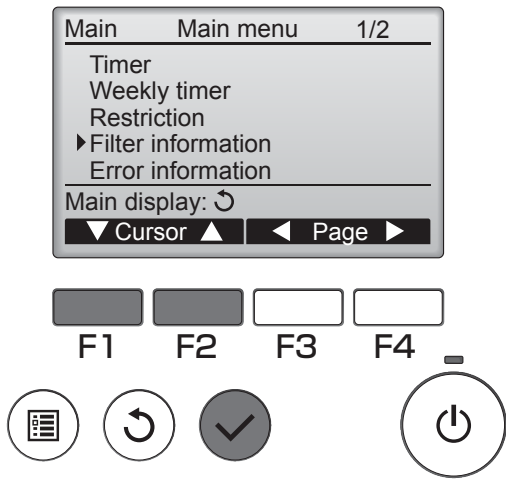 Main Main menu 1/2
Timer
Weekly timer
Restriction
Filter information
Error information
Main display:
Cursor Page
F1 F2 F3 F4